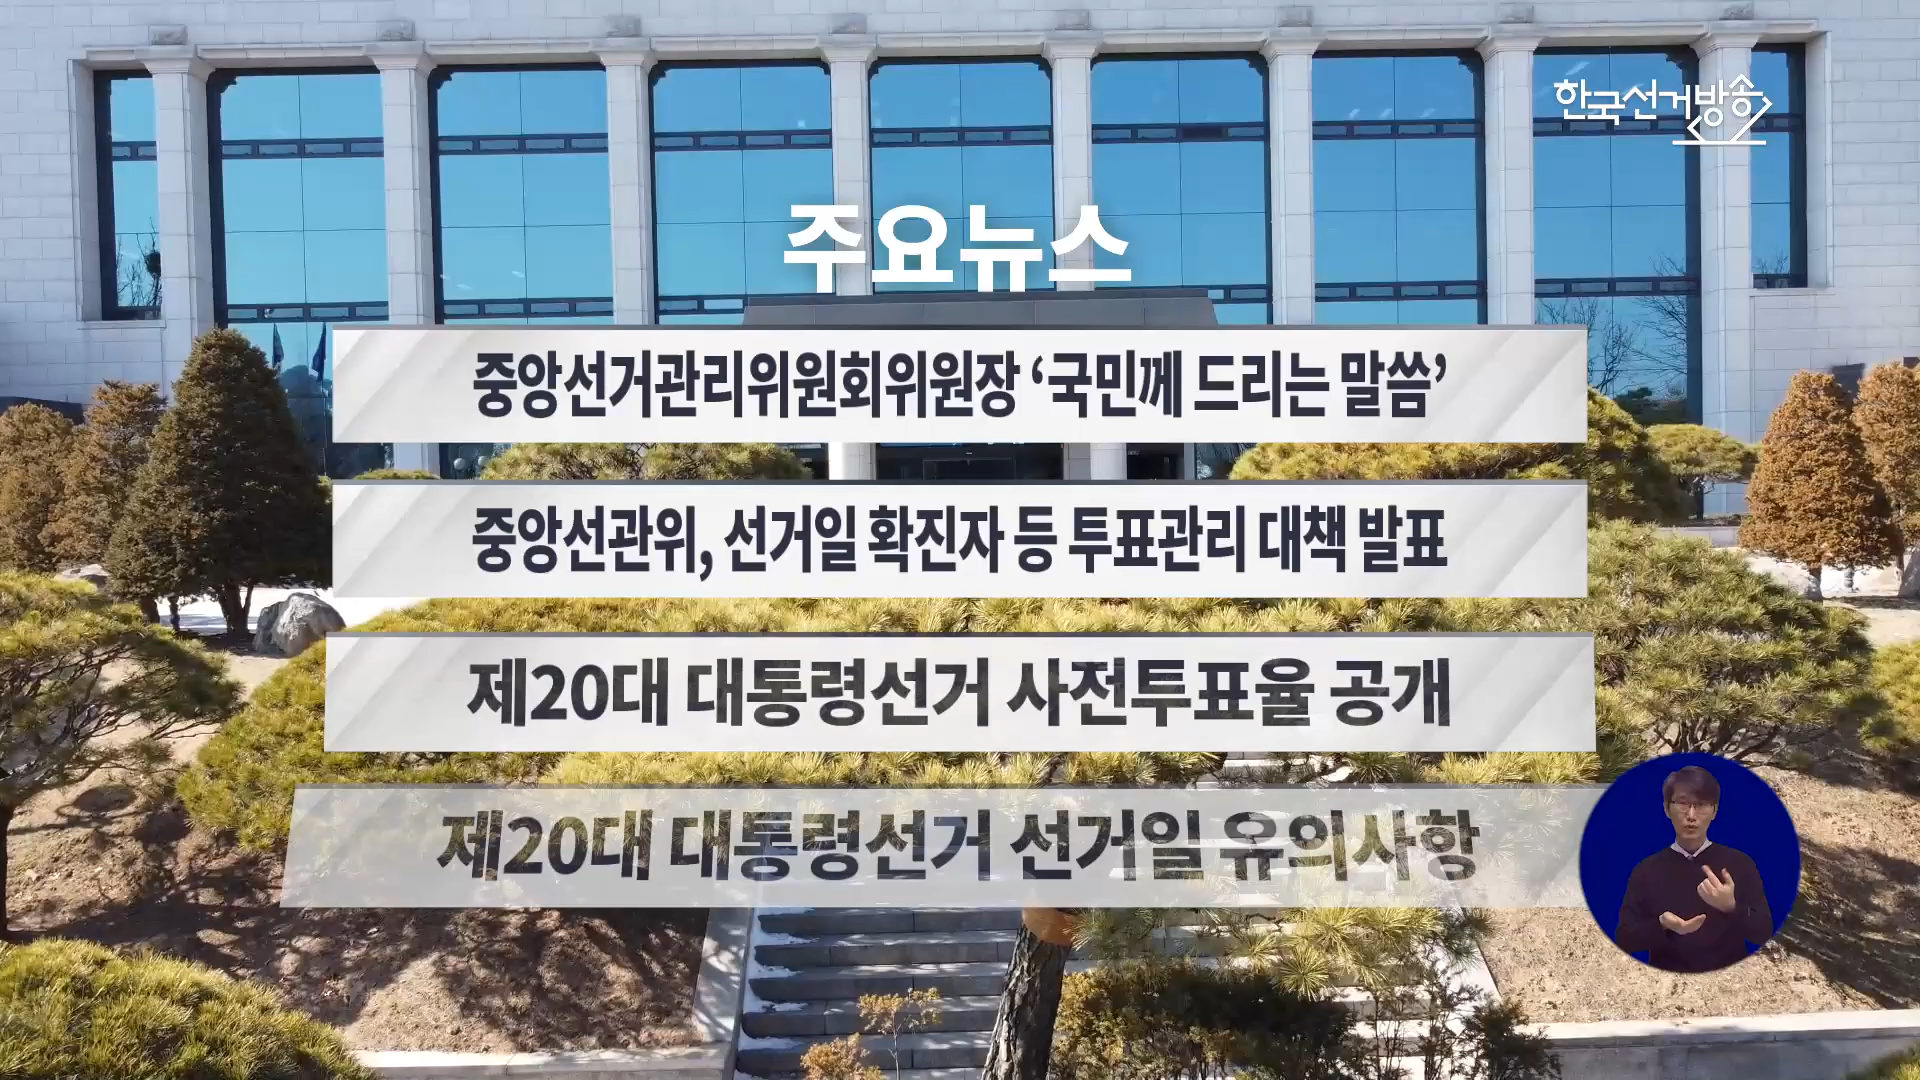 한국선거방송
주요뉴스
중앙선거관리위원회위원장 ‘국민께 드리는 말씀’
중앙선관위, 선거일 확진자 등 투표관리 대책 발표
제20대 대통령선거 사전투표율 공개
제20대 대통령선거 선거일 유의사항